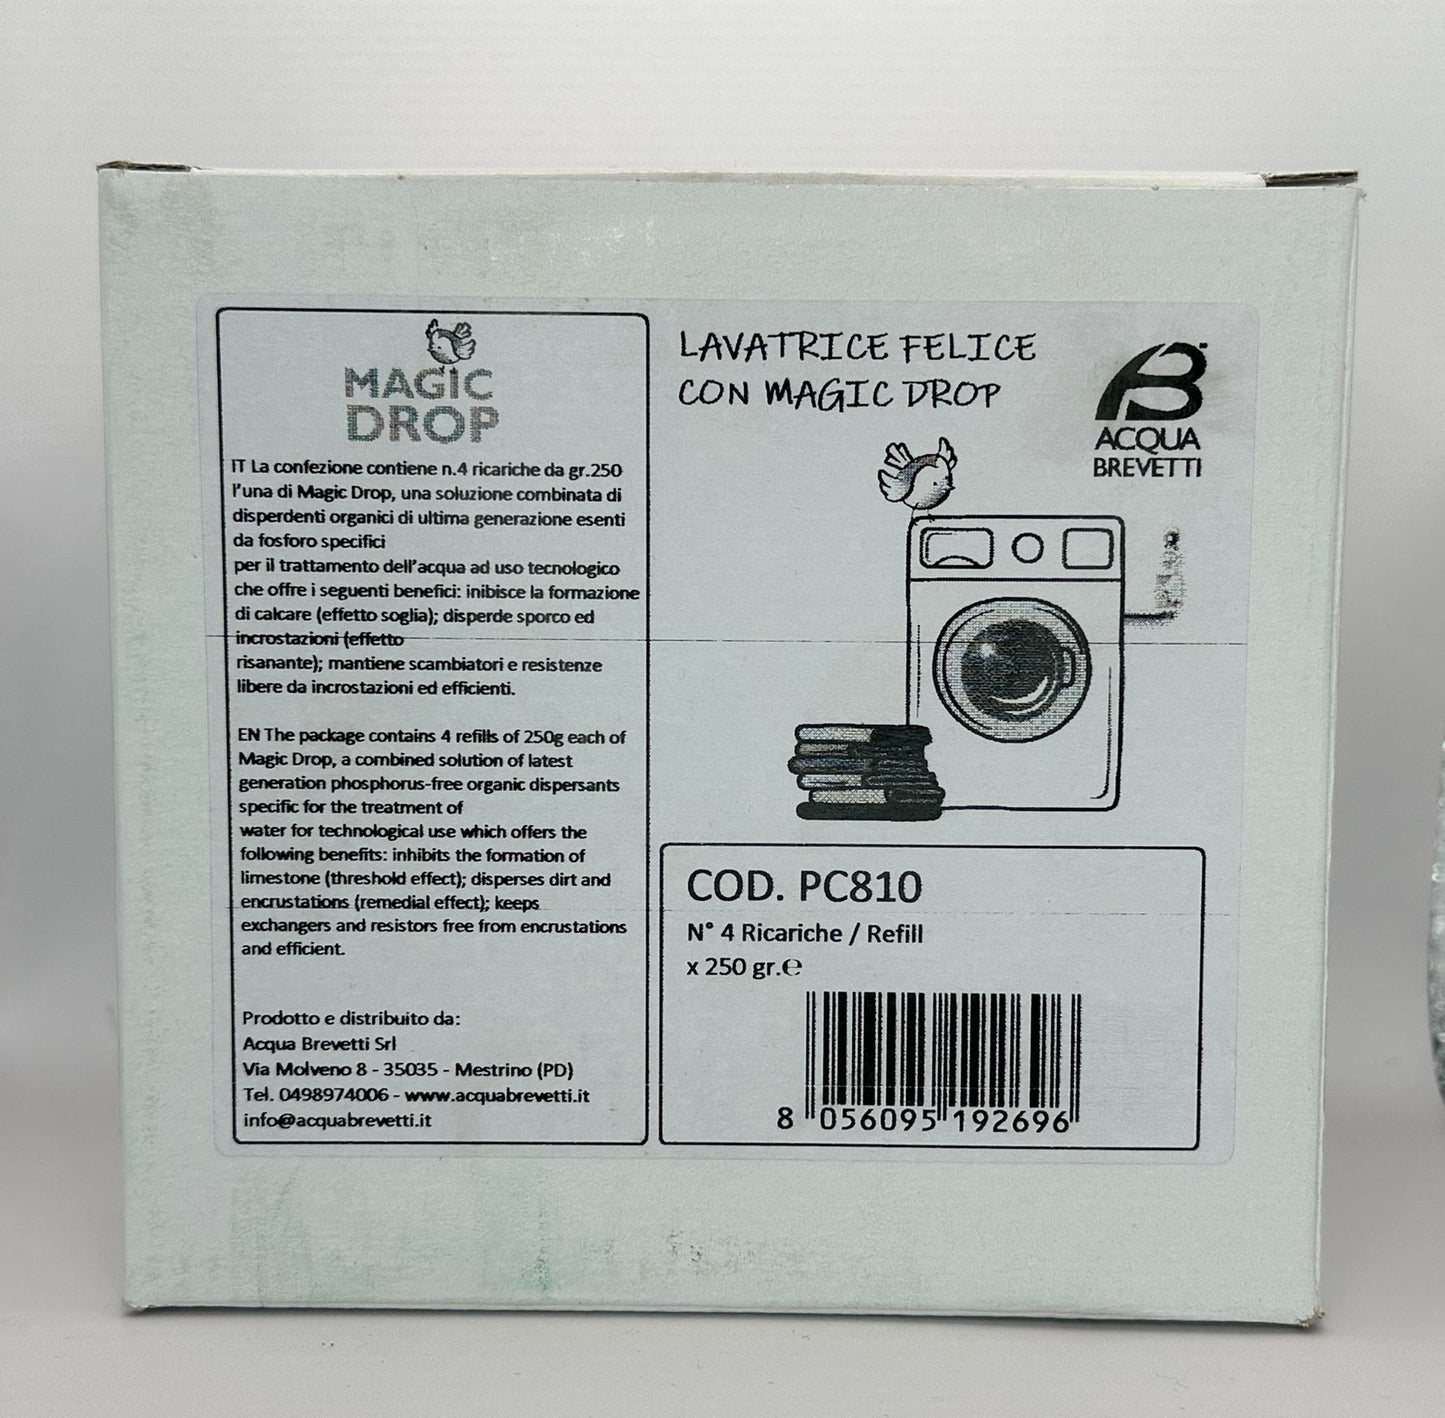 MAGIC
DROP
IT La confezione contiene n.4 ricariche da gr.250
l'una di Magic Drop, una soluzione combinata di
disperdenti organici di ultima generazione esenti
da fosforo specifici
per il trattamento dell'acqua ad uso tecnologico
che offre i seguenti benefici: inibisce la formazione
di calcare (effetto soglia); disperde sporco ed
incrostazioni (effetto
risanante); mantiene scambiatori e resistenze
libere da incrostazioni ed efficienti.
EN The package contains 4 refills of 250g each of
Magic Drop, a combined solution of latest
generation phosphorus-free organic dispersants
specific for the treatment of
water for technological use which offers the
following benefits: inhibits the formation of
limestone (threshold effect); disperses dirt and
encrustations (remedial effect); keeps
exchangers and resistors free from encrustations
and efficient.
Prodotto e distribuito da:
Acqua Brevetti Srl
Via Molveno 8 - 35035 - Mestrino (PD)
Tel. 0498974006 - www.acquabrevetti.it
info@acquabrevetti.it
LAVATRICE FELICE
CON MAGIC DROP
ACQUA
BREVETTI
COD. PC810
N° 4 Ricariche / Refill
x 250 gr.℮
8 056095 192696